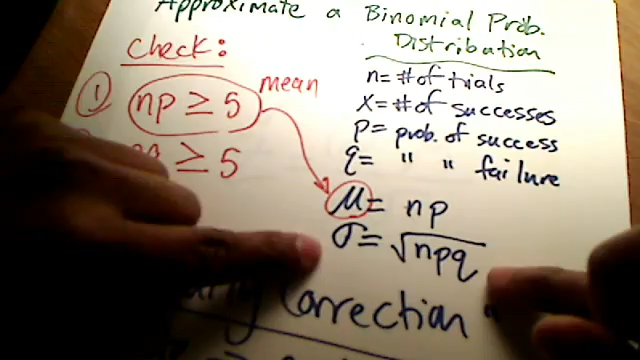 Approximate a Binomial Prob.
Distribution
Check:
① np ≥ 5
mean
≥ 5
n = # of trials
X = # of successes
p = prob. of success
q = " " failure
μ = np
σ = √npq
Correction "